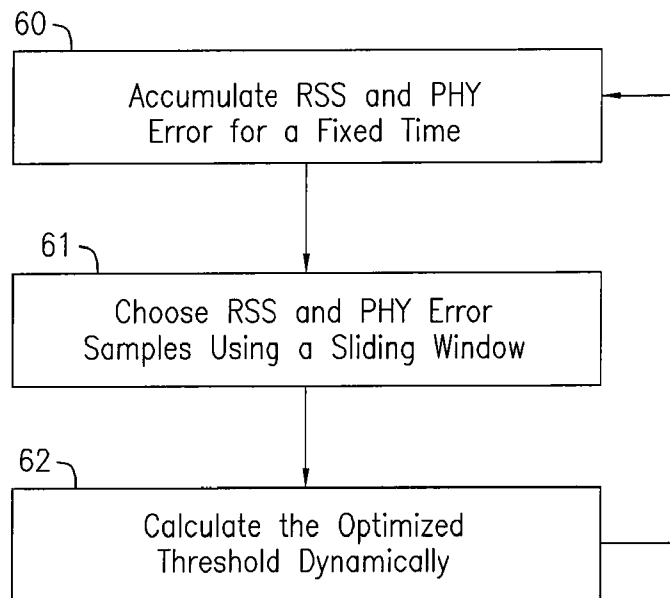 60
Accumulate RSS and PHY
Error for a Fixed Time
61
Choose RSS and PHY Error
Samples Using a Sliding Window
62
Calculate the Optimized
Threshold Dynamically